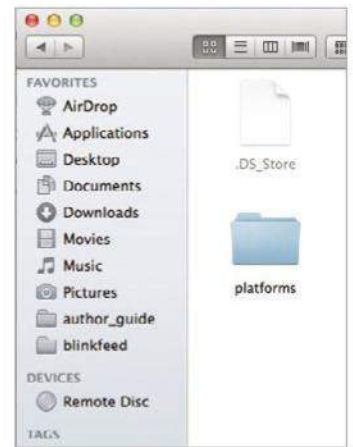 FAVORITES
AirDrop
Applications
Desktop
Documents
Downloads
Movies
Music
Pictures
author_guide
blinkfeed
DEVICES
Remote Disc
TAGS
.DS_Store
platforms